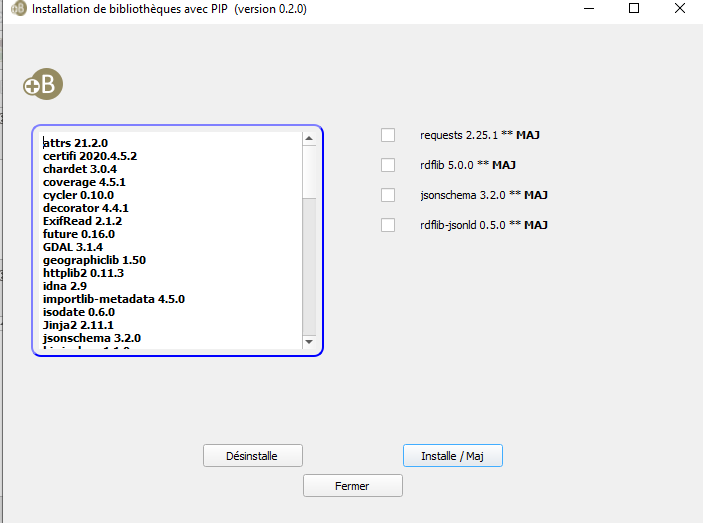 +B Installation de bibliothèques avec PIP (version 0.2.0)
+B
attrs 21.2.0
certifi 2020.4.5.2
chardet 3.0.4
coverage 4.5.1
cycler 0.10.0
decorator 4.4.1
ExifRead 2.1.2
future 0.16.0
GDAL 3.1.4
geographiclib 1.50
httplib2 0.11.3
idna 2.9
importlib-metadata 4.5.0
isodate 0.6.0
Jinja2 2.11.1
jsonschema 3.2.0
requests 2.25.1 ** MAJ
rdflib 5.0.0 ** MAJ
jsonschema 3.2.0 ** MAJ
rdflib-jsonld 0.5.0 ** MAJ
Désinstalle
Installe / Maj
Fermer